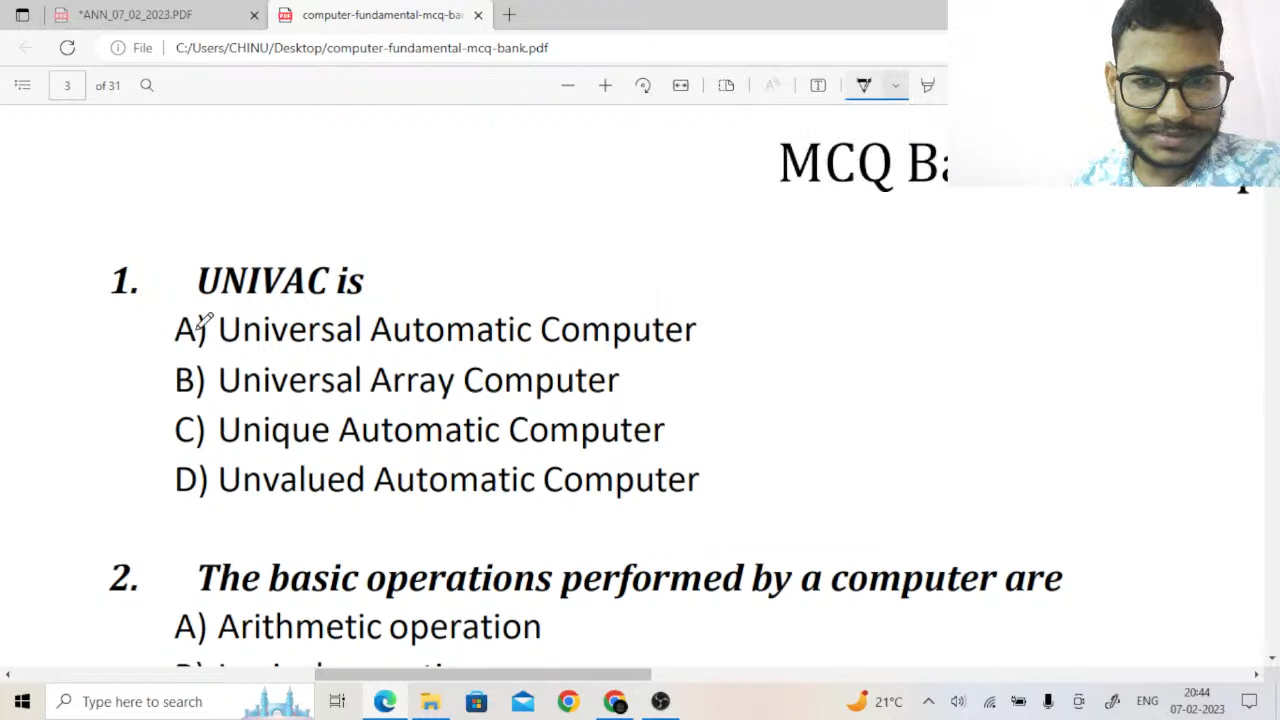 *ANN_07_02_2023.PDF
computer-fundamental-mcq-bar
File C:/Users/CHINU/Desktop/computer-fundamental-mcq-bank.pdf
3 of 31
MCQ Ba
1. UNIVAC is
A) Universal Automatic Computer
B) Universal Array Computer
C) Unique Automatic Computer
D) Unvalued Automatic Computer
2. The basic operations performed by a computer are
A) Arithmetic operation
Type here to search
21°C
ENG
20:44
07-02-2023